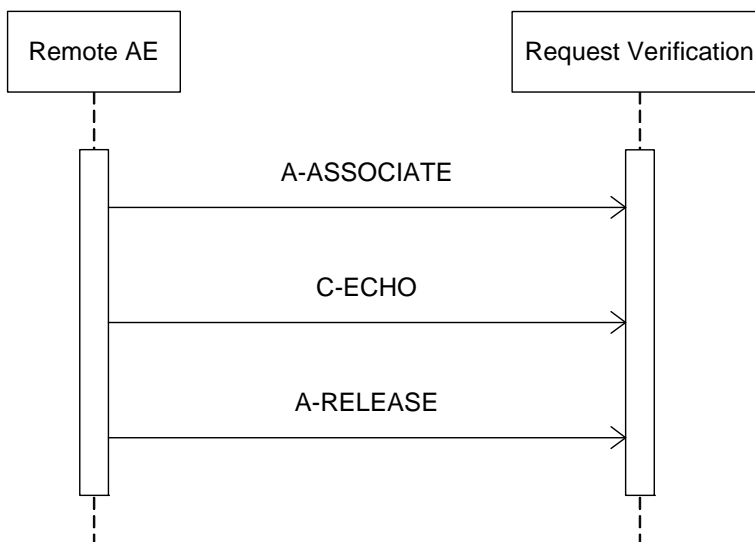 Remote AE
Request Verification
A-ASSOCIATE
C-ECHO
A-RELEASE